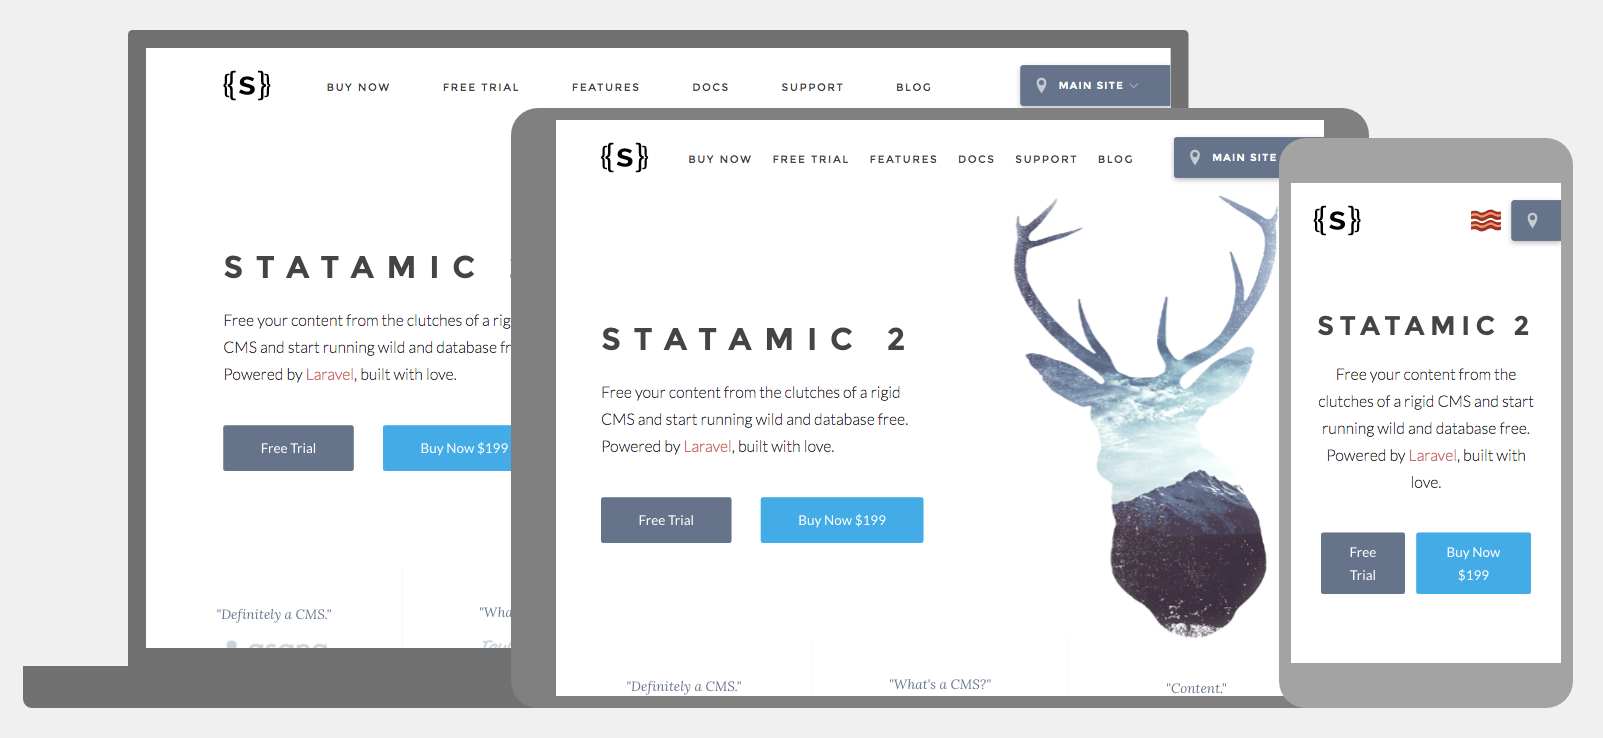 {{S}}
BUY NOW FREE TRIAL FEATURES DOCS SUPPORT BLOG
MAIN SITE
STATAMIC
Free your content from the clutches of a rig
CMS and start running wild and database fr
Powered by Laravel, built with love.
Free Trial
Buy Now $199
"Definitely a CMS."
"Wha
asana
{{S}}
BUY NOW FREE TRIAL FEATURES DOCS SUPPORT BLOG
MAIN SITE
STATAMIC 2
Free your content from the clutches of a rigid
CMS and start running wild and database free.
Powered by Laravel, built with love.
Free Trial
Buy Now $199
"Definitely a CMS."
"What's a CMS?"
"Content."
{{S}}
STATAMIC 2
Free your content from the
clutches of a rigid CMS and start
running wild and database free.
Powered by Laravel, built with
love.
Free
Trial
Buy Now
$199